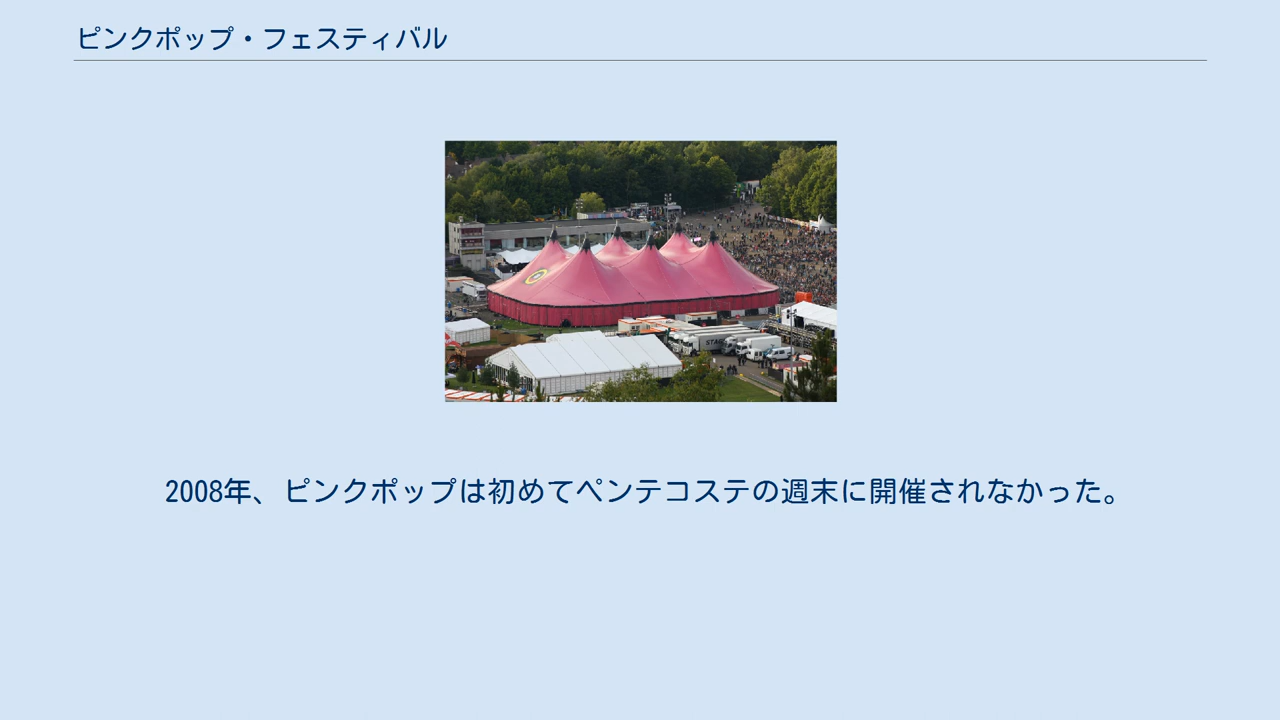 ピンクポップ・フェスティバル
STAG
2008年、ピンクポップは初めてペンテコステの週末に開催されなかった。